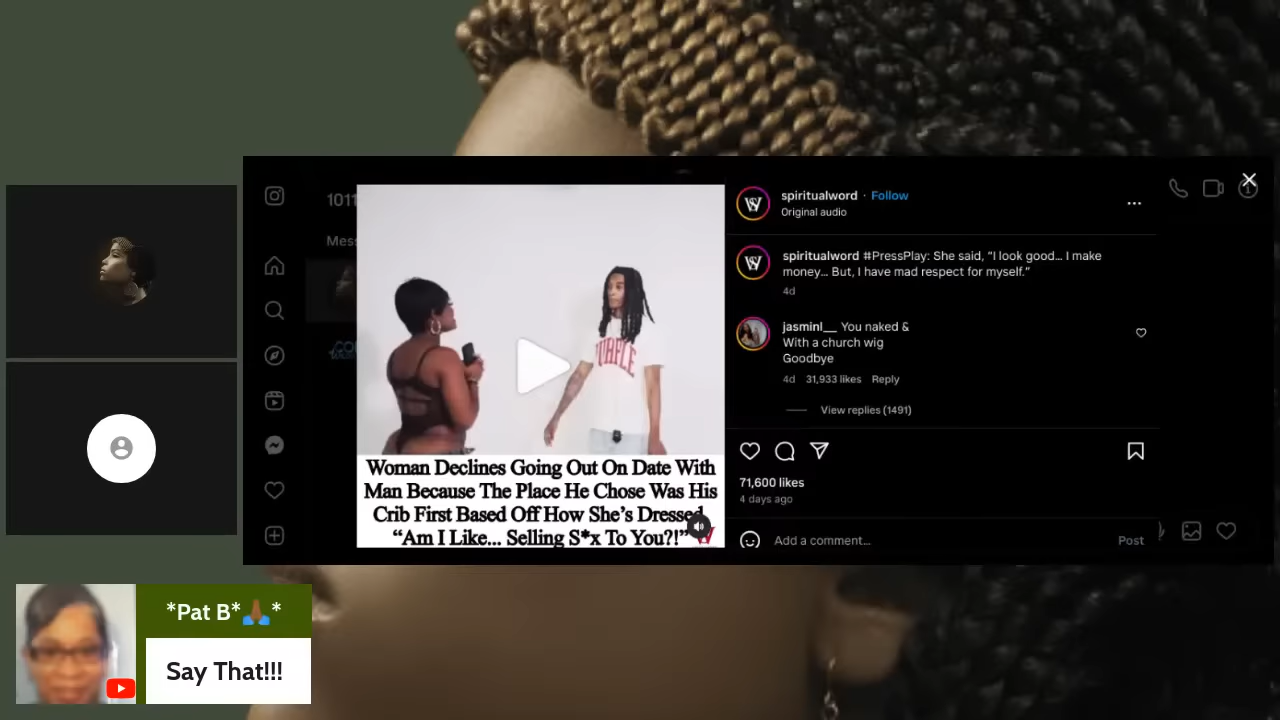 1011
Mess
spiritualword · Follow
Original audio
...
spiritualword #PressPlay: She said, “I look good... I make
money... But, I have mad respect for myself.”
4d
jasminl__ You naked &
With a church wig
Goodbye
4d 31,933 likes Reply
View replies (1491)
71,600 likes
4 days ago
Add a comment...
Post
PURPLE
Woman Declines Going Out On Date With
Man Because The Place He Chose Was His
Crib First Based Off How She’s Dressed
“Am I Like... Selling S*x To You?!”
*Pat B*🙏🏾*
Say That!!!